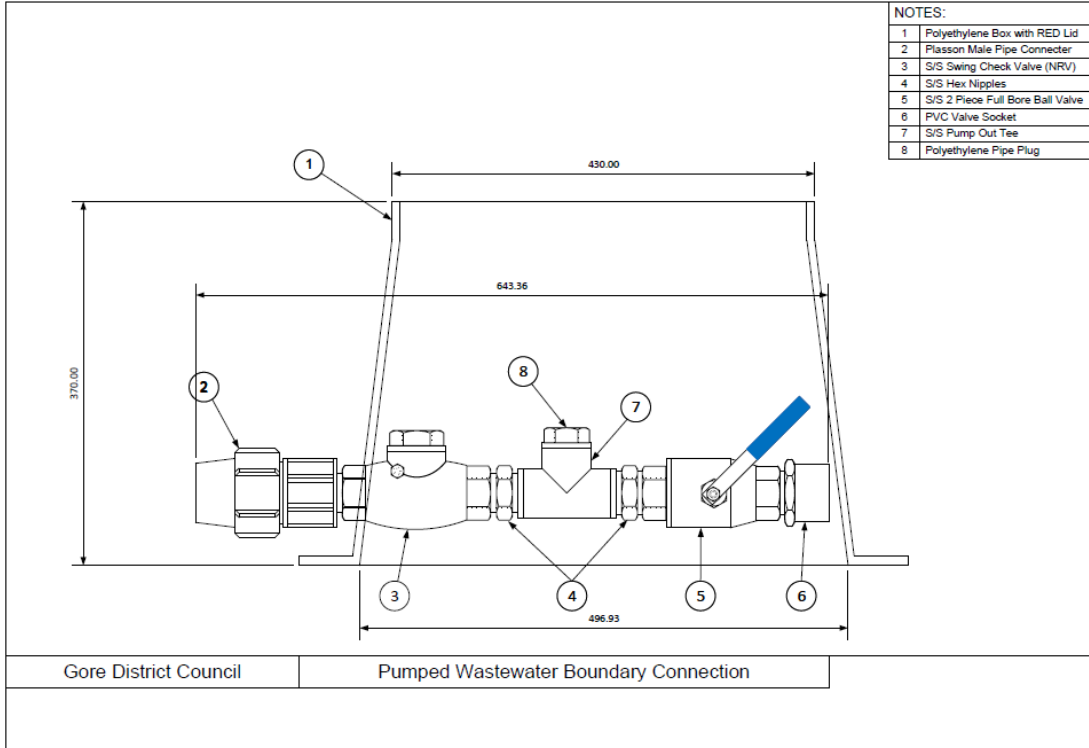 NOTES:
1 Polyethylene Box with RED Lid
2 Plasson Male Pipe Connecter
3 S/S Swing Check Valve (NRV)
4 S/S Hex Nipples
5 S/S 2 Piece Full Bore Ball Valve
6 PVC Valve Socket
7 S/S Pump Out Tee
8 Polyethylene Pipe Plug
1
430.00
643.36
370.00
2
8
7
3
4
5
6
496.93
Gore District Council
Pumped Wastewater Boundary Connection